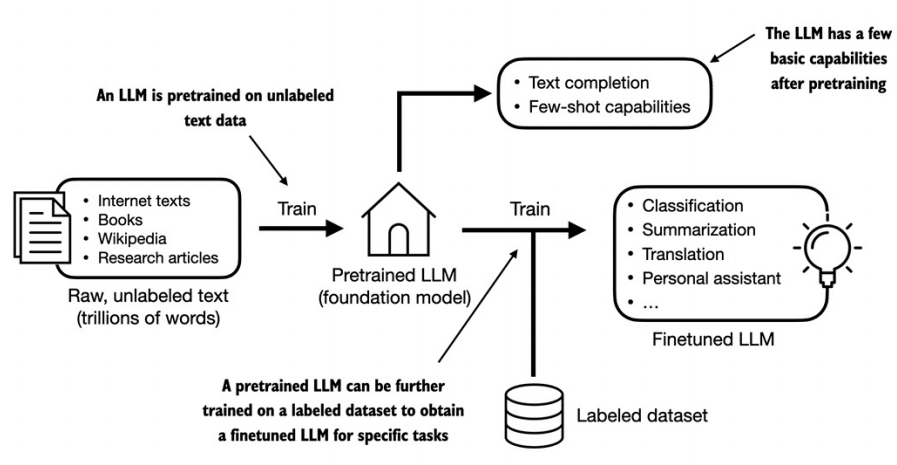 The LLM has a few
basic capabilities
after pretraining
• Text completion
• Few-shot capabilities
An LLM is pretrained on unlabeled
text data
• Internet texts
• Books
• Wikipedia
• Research articles
Raw, unlabeled text
(trillions of words)
Train
Pretrained LLM
(foundation model)
Train
• Classification
• Summarization
• Translation
• Personal assistant
• ...
Finetuned LLM
A pretrained LLM can be further
trained on a labeled dataset to obtain
a finetuned LLM for specific tasks
Labeled dataset